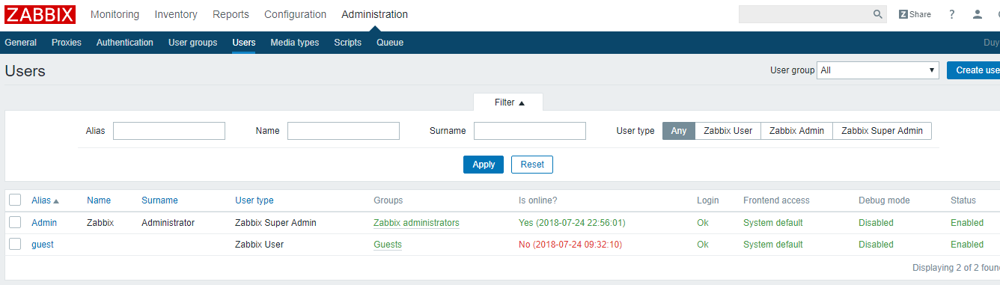 ZABBIX Monitoring Inventory Reports Configuration Administration Share ?
General Proxies Authentication User groups Users Media types Scripts Queue
Users User group All Create use
Filter
Alias Name Surname User type Any Zabbix User Zabbix Admin Zabbix Super Admin
Apply Reset
Alias Name Surname User type Groups Is online? Login Frontend access Debug mode Status
Admin Zabbix Administrator Zabbix Super Admin Zabbix administrators Yes (2018-07-24 22:56:01) Ok System default Disabled Enabled
guest Zabbix User Guests No (2018-07-24 09:32:10) Ok System default Disabled Enabled
Displaying 2 of 2 foun